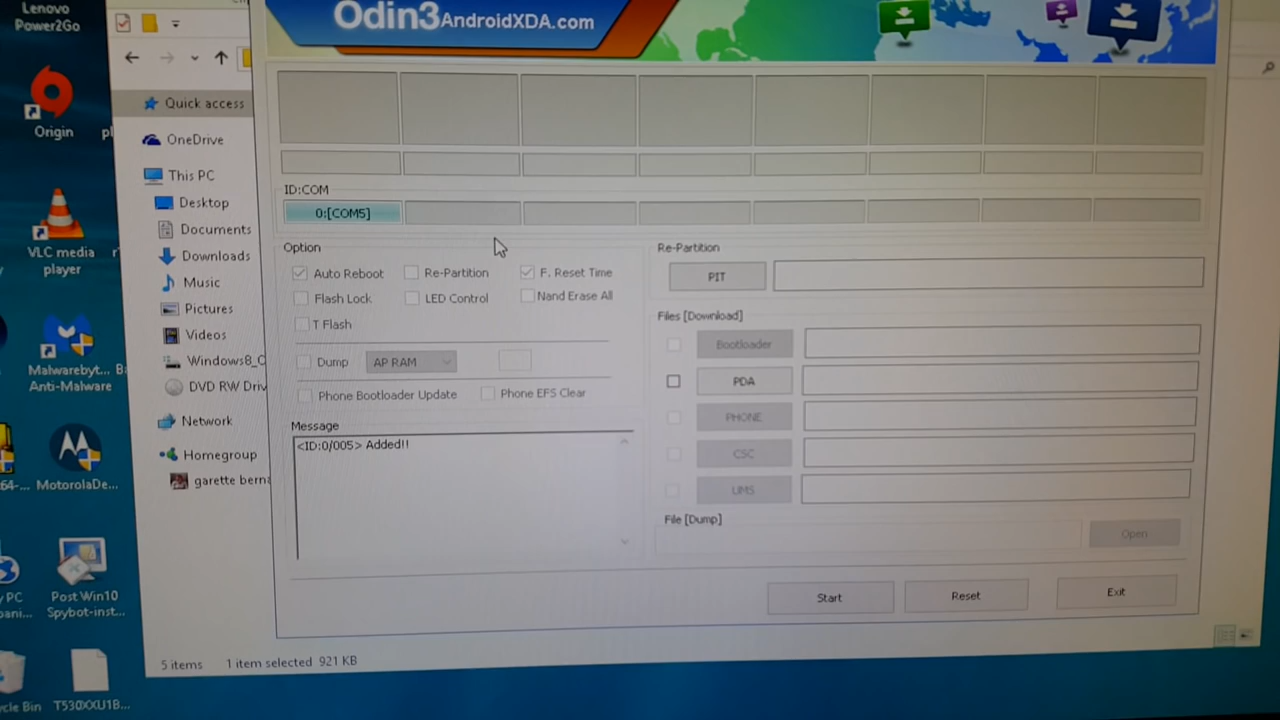 Lenovo
Power2Go
Origin
VLC media
player
Malwarebyt...
Anti-Malware
MotorolaDe...
Post Win10
Spybot-inst...
T530XXU1B...
Quick access
OneDrive
This PC
Desktop
Documents
Downloads
Music
Pictures
Videos
Windows8_
DVD RW Driv
Network
Homegroup
garette berna
5 items
1 item selected 921 KB
Odin3 AndroidXDA.com
ID:COM
0:[COM5]
Option
Auto Reboot
Re-Partition
F. Reset Time
Flash Lock
LED Control
Nand Erase All
T Flash
Dump
AP RAM
Phone Bootloader Update
Phone EFS Clear
Message
<ID:0/005> Added!!
Re-Partition
PIT
Files [Download]
Bootloader
PDA
PHONE
CSC
UMS
File [Dump]
Open
Start
Reset
Exit